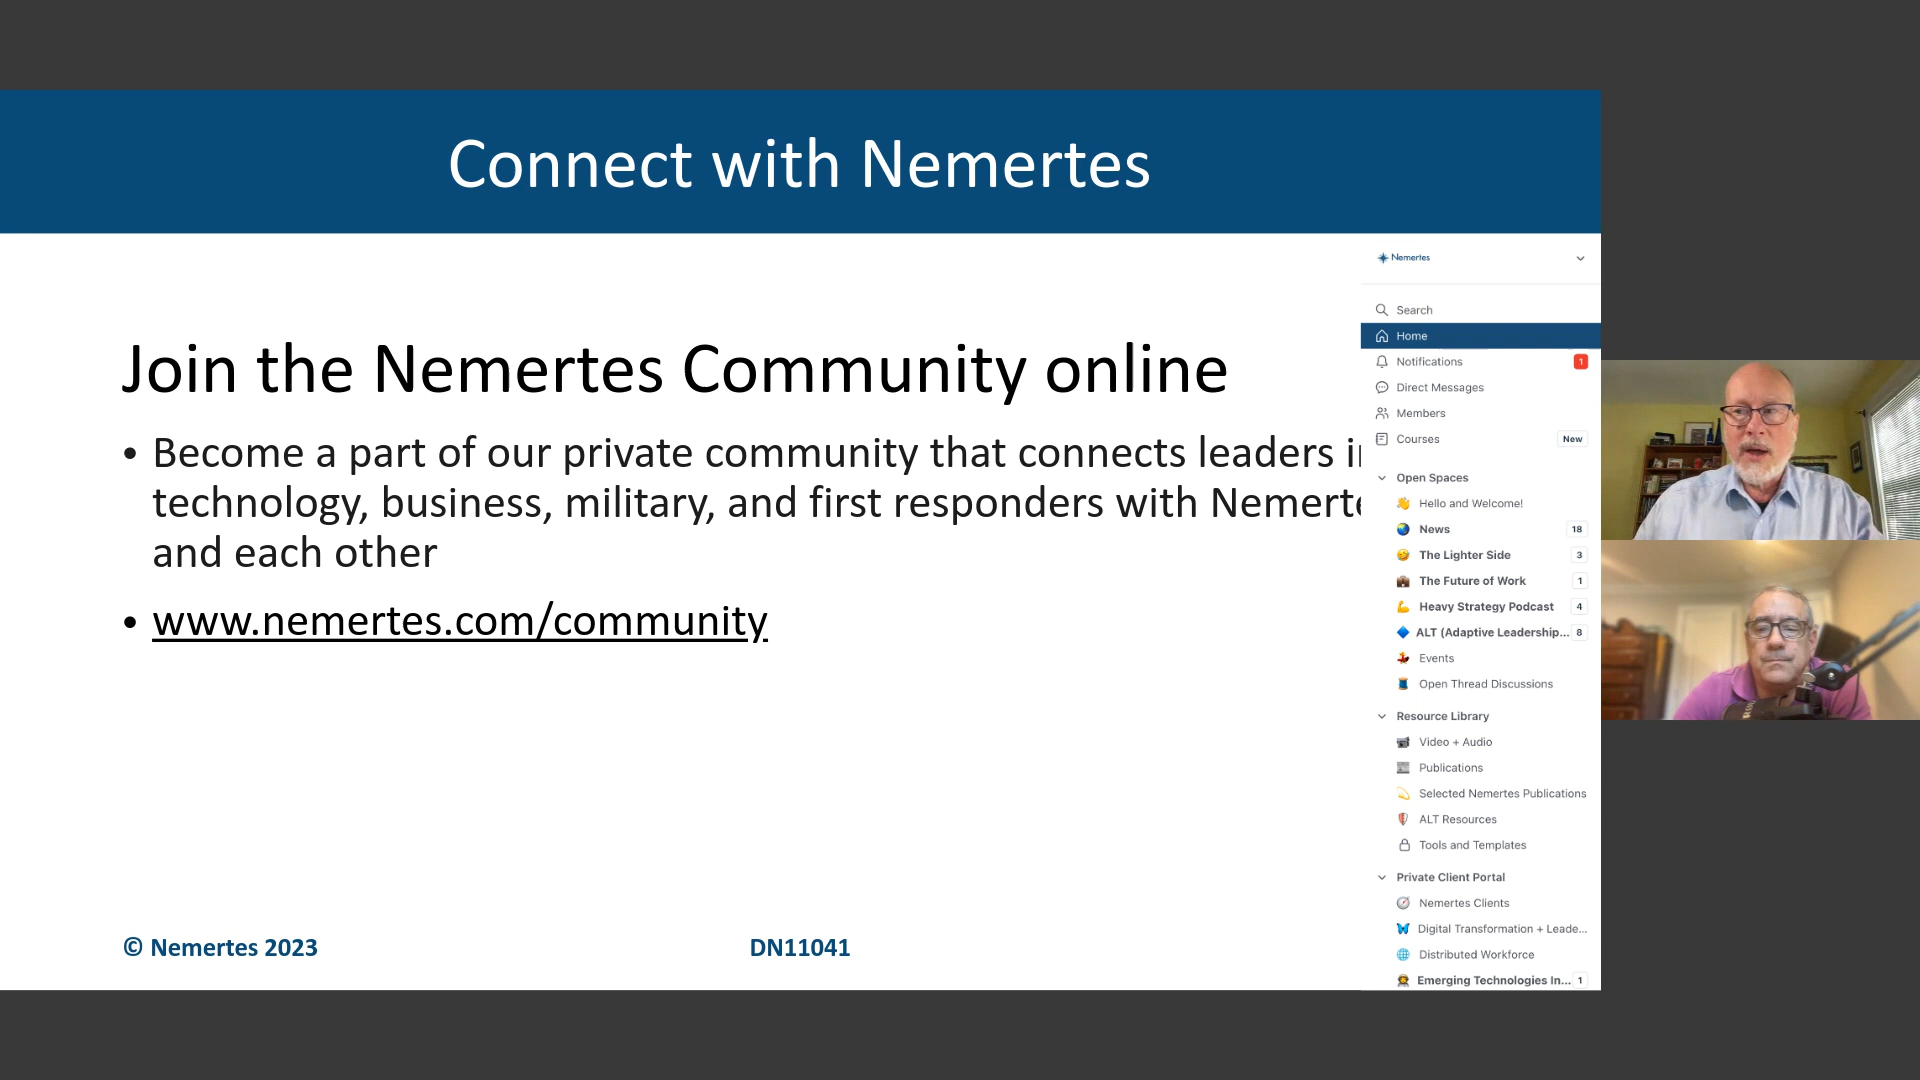 Connect with Nemertes
Join the Nemertes Community online
• Become a part of our private community that connects leaders
technology, business, military, and first responders with
and each other
• www.nemertes.com/community
© Nemertes 2023
DN11041
Nemertes
Search
Home
Notifications 1
Direct Messages
Members
Courses New
Open Spaces
Hello and Welcome!
News 18
The Lighter Side 3
The Future of Work 1
Heavy Strategy Podcast 4
ALT (Adaptive Leadership... 8
Events
Open Thread Discussions
Resource Library
Video + Audio
Publications
Selected Nemertes Publications
ALT Resources
Tools and Templates
Private Client Portal
Nemertes Clients
Digital Transformation + Leade...
Distributed Workforce
Emerging Technologies In... 1